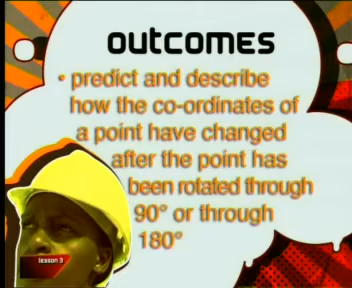 outcomes
• predict and describe
how the co-ordinates of
a point have changed
after the point has
been rotated through
90° or through
180°
lesson 3